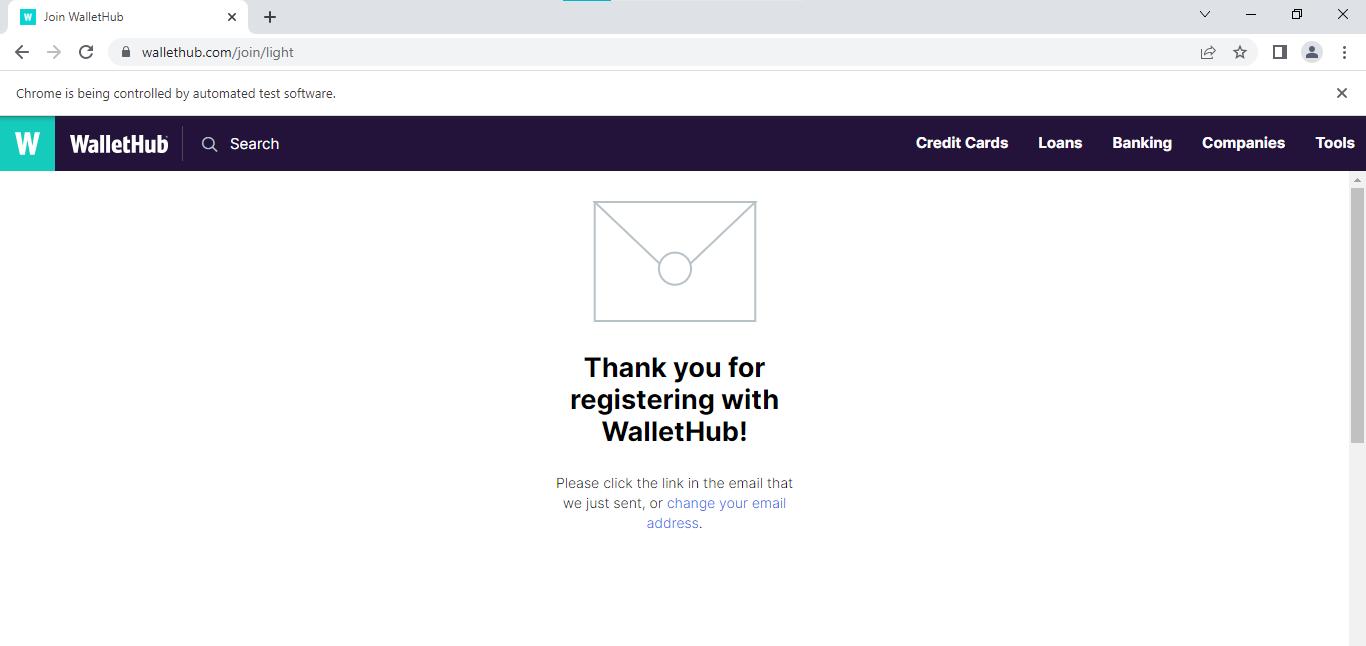 W Join WalletHub
wallethub.com/join/light
Chrome is being controlled by automated test software.
W WalletHub Search Credit Cards Loans Banking Companies Tools
Thank you for
registering with
WalletHub!
Please click the link in the email that
we just sent, or change your email
address.